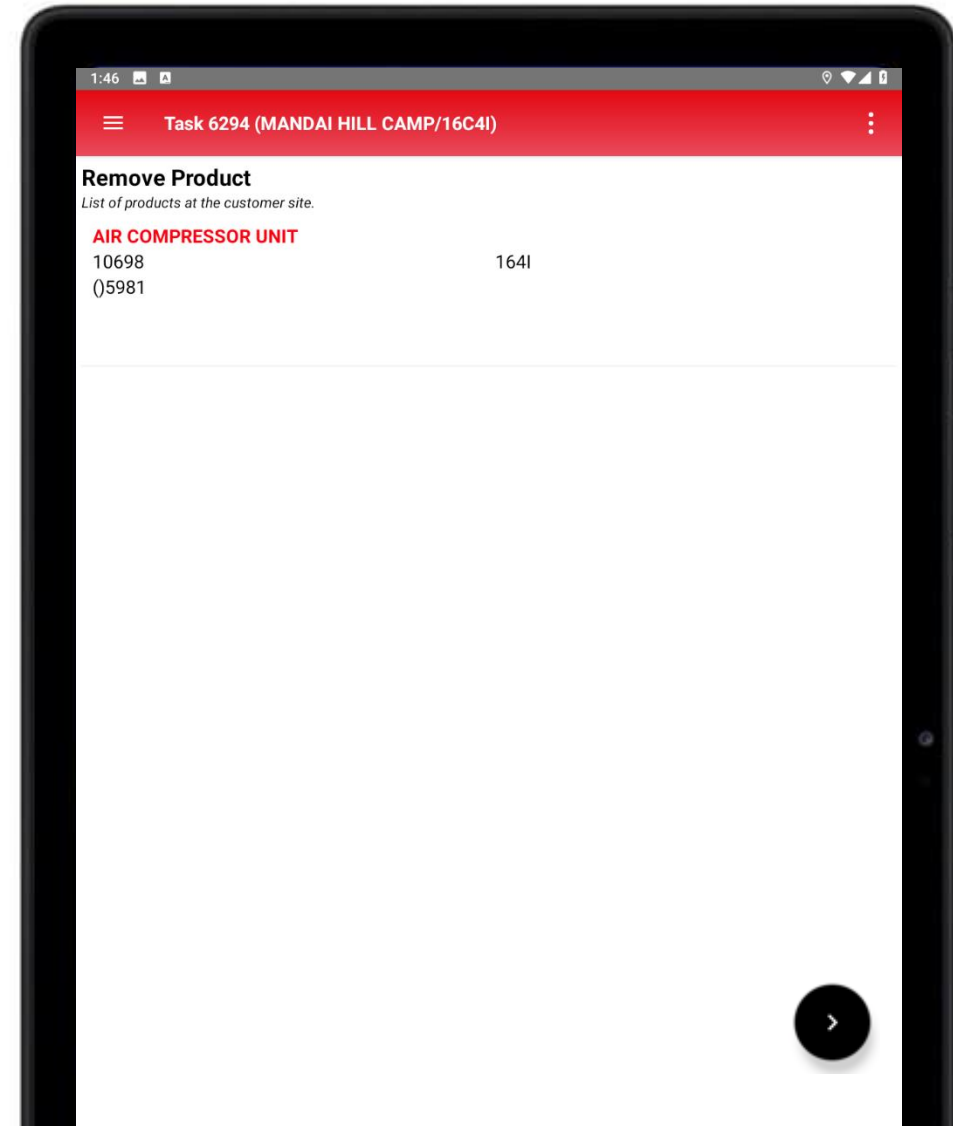 1:46
Task 6294 (MANDAI HILL CAMP/16C4I)
Remove Product
List of products at the customer site.
AIR COMPRESSOR UNIT
10698 164I
()5981